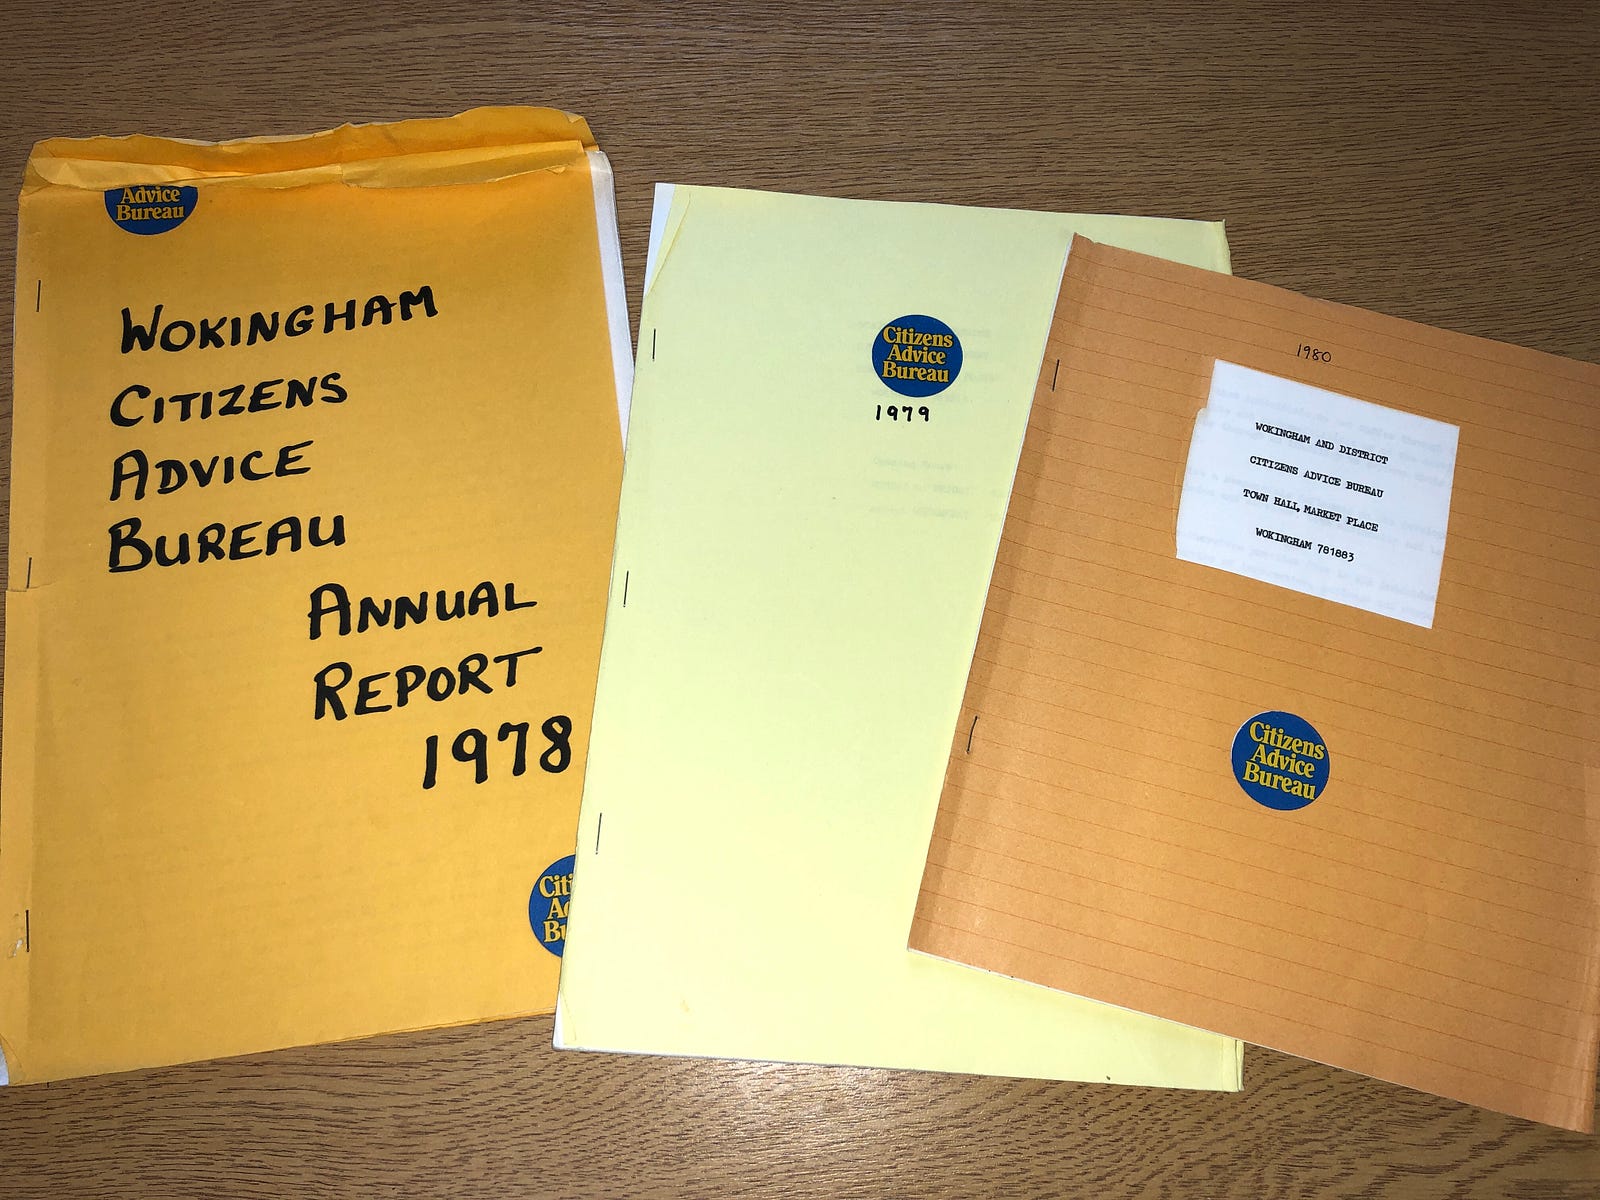 Advice
Bureau
WOKINGHAM
CITIZENS
ADVICE
BUREAU
ANNUAL
REPORT
1978
Citizens
Advice
Bureau
1979
1980
WOKINGHAM AND DISTRICT
CITIZENS ADVICE BUREAU
TOWN HALL, MARKET PLACE
WOKINGHAM 781883
Citizens
Advice
Bureau